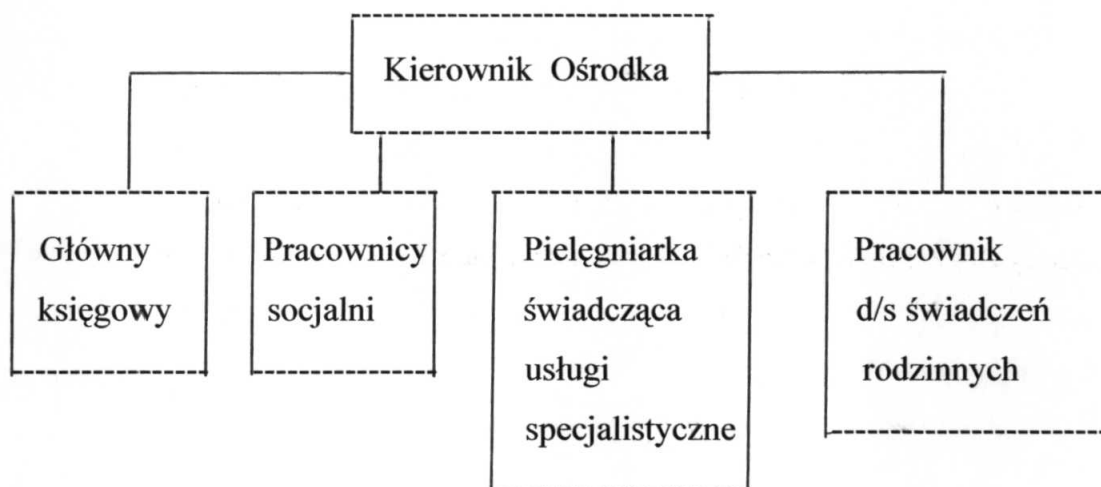 Kierownik Ośrodka
Główny
księgowy
Pracownicy
socjalni
Pielęgniarka
świadcząca
usługi
specjalistyczne
Pracownik
d/s świadczeń
rodzinnych